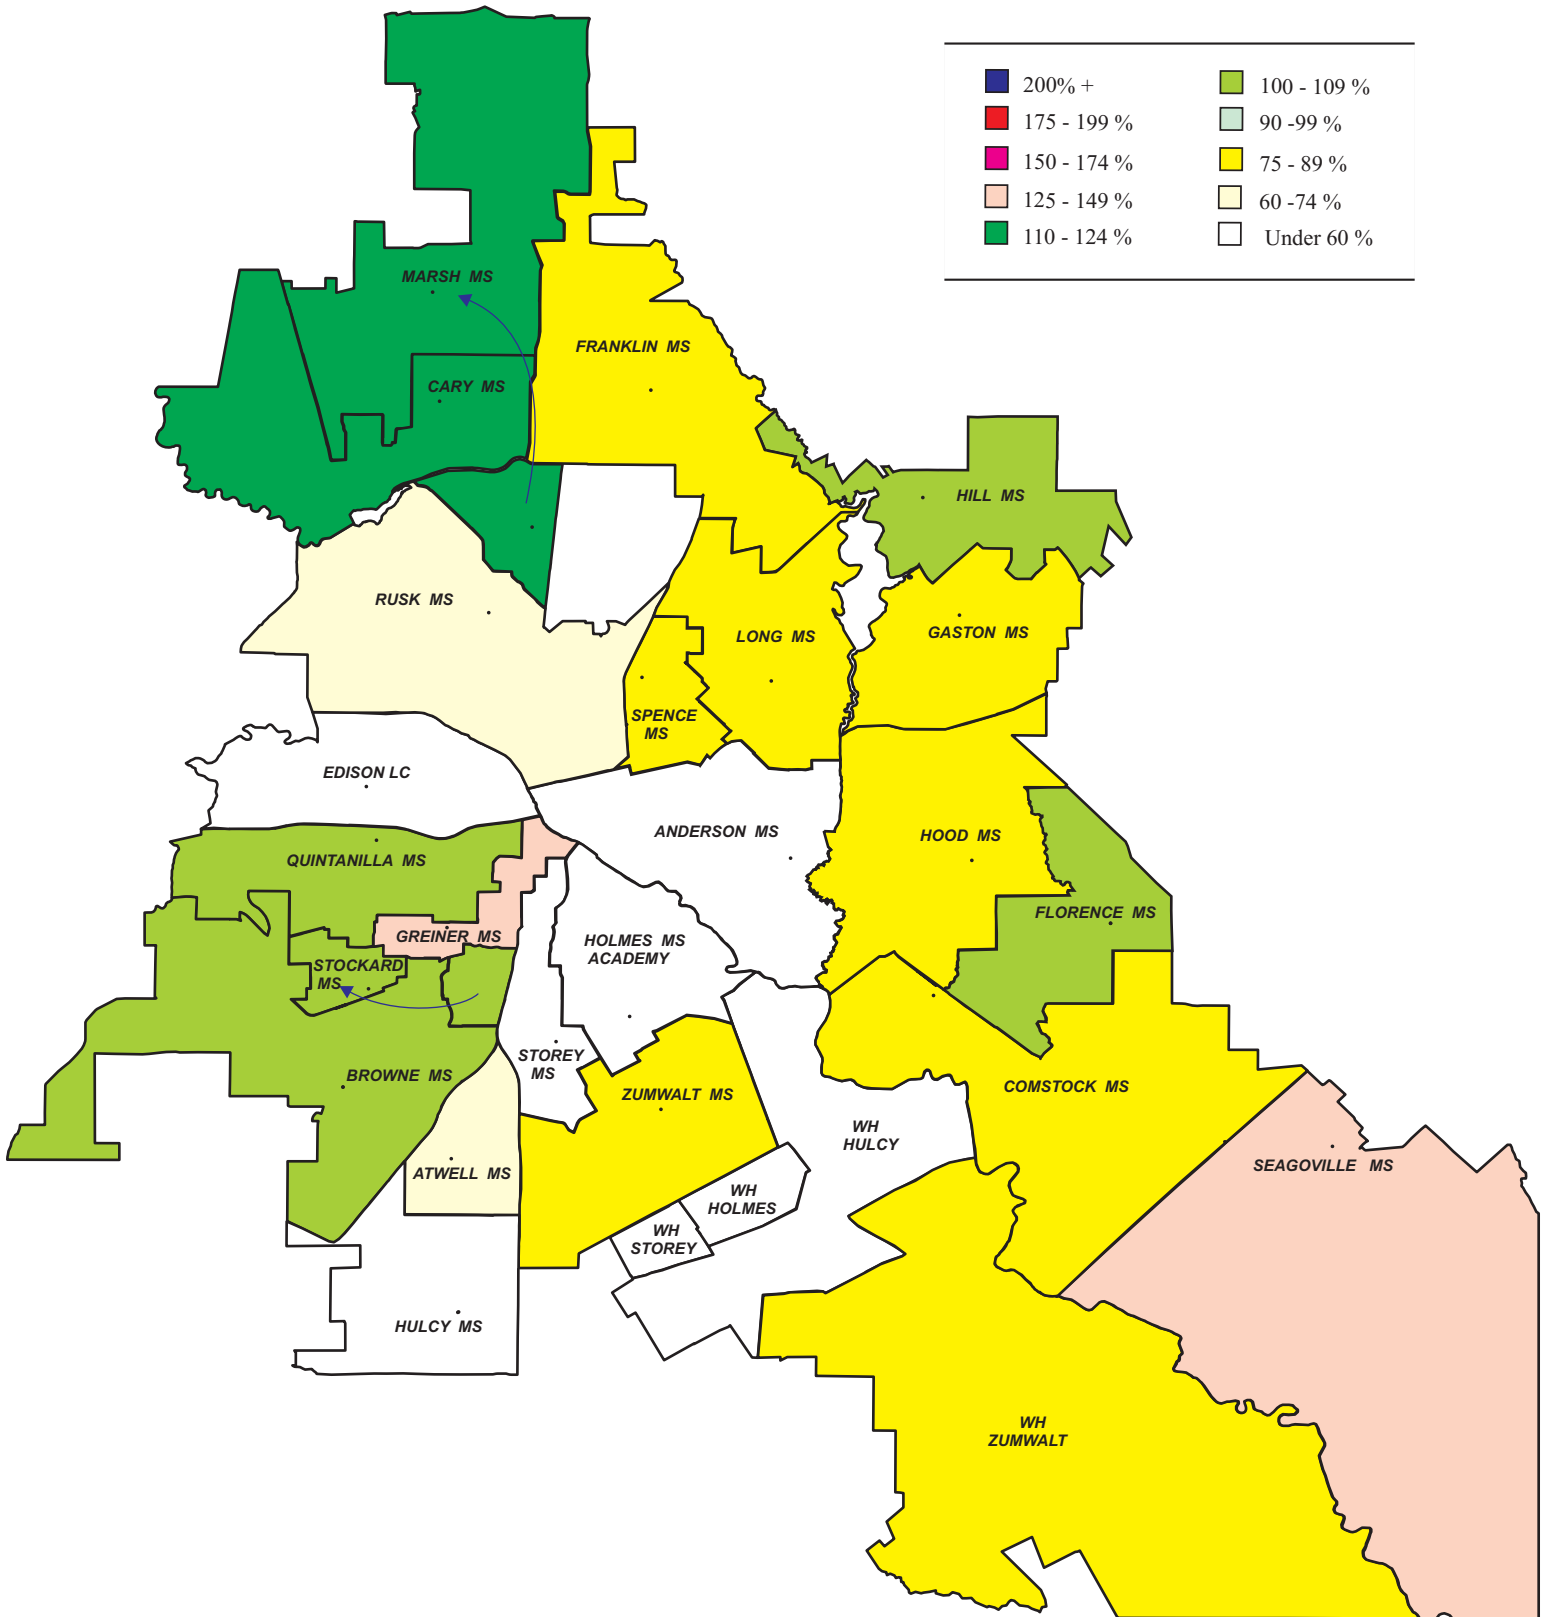 200% +
175 - 199 %
150 - 174 %
125 - 149 %
110 - 124 %
100 - 109 %
90 -99 %
75 - 89 %
60 -74 %
Under 60 %
MARSH MS
FRANKLIN MS
CARY MS
HILL MS
RUSK MS
LONG MS
GASTON MS
SPENCE
MS
EDISON LC
ANDERSON MS
HOOD MS
QUINTANILLA MS
FLORENCE MS
GREINER MS
HOLMES MS
ACADEMY
STOCKARD
MS
STOREY
MS
BROWNE MS
ZUMWALT MS
COMSTOCK MS
WH
HULCY
SEAGOVILLE MS
ATWELL MS
WH
HOLMES
WH
STOREY
HULCY MS
WH
ZUMWALT